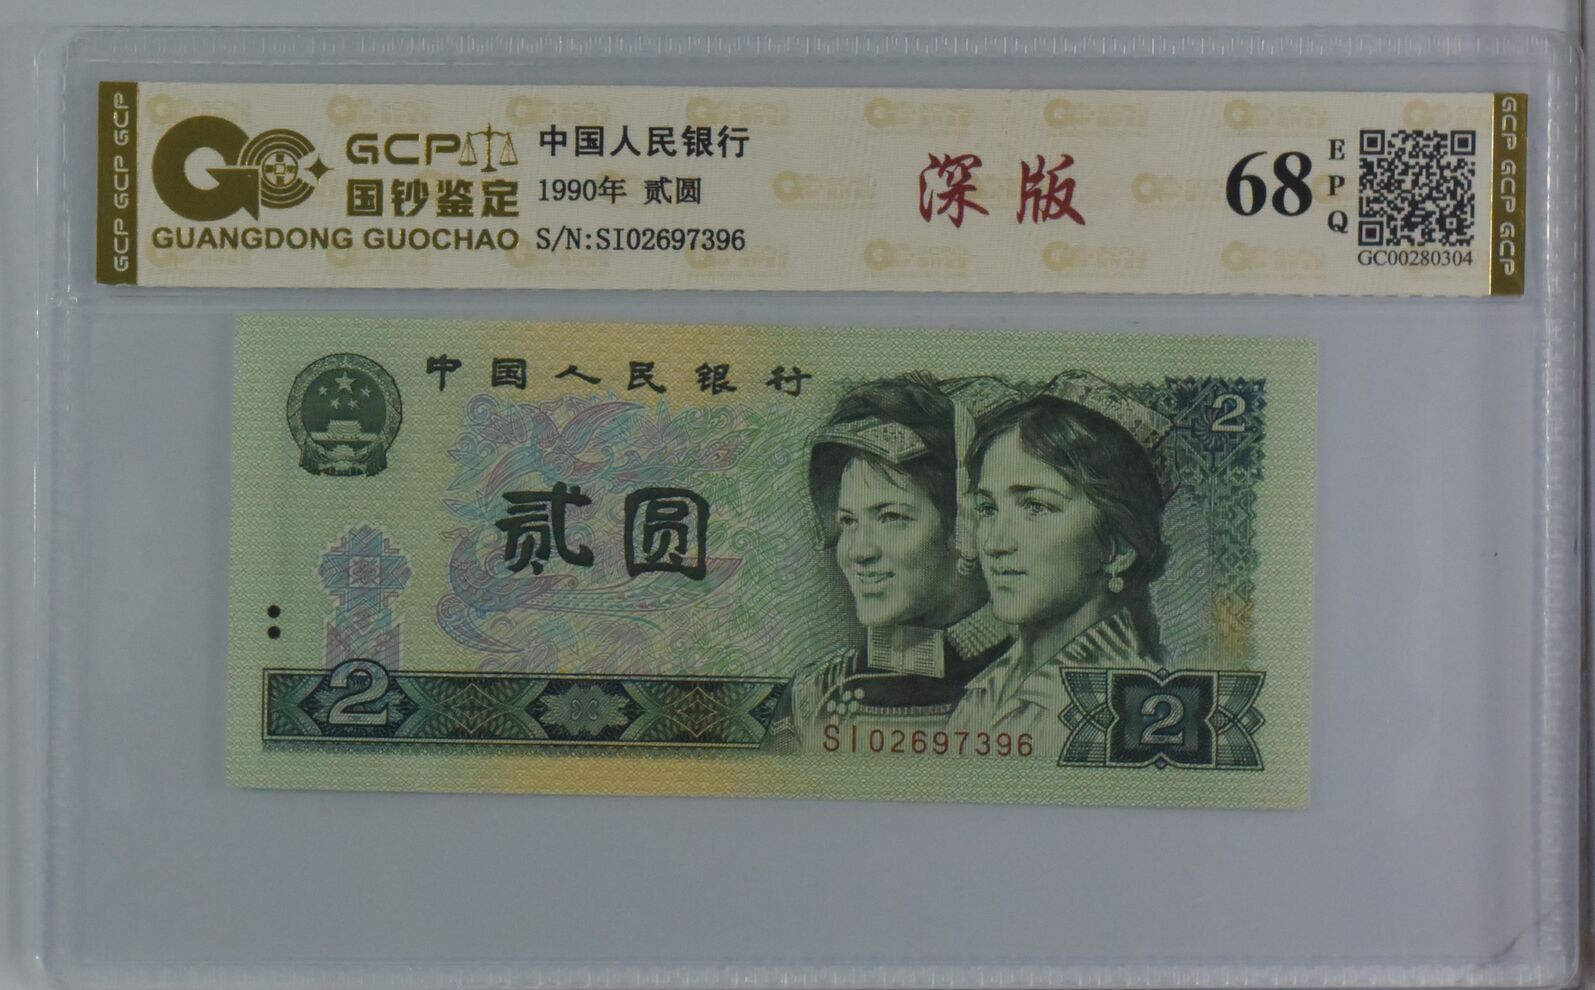 GCP GCP GCP
GCP
国钞鉴定
GUANGDONG GUOCHAO
中国人民银行
1990年 贰圆
S/N:SI02697396
深版
68
EPQ
GC00280304
GCP GCP GCP
中国人民银行
2
贰圆
2
SI02697396
2